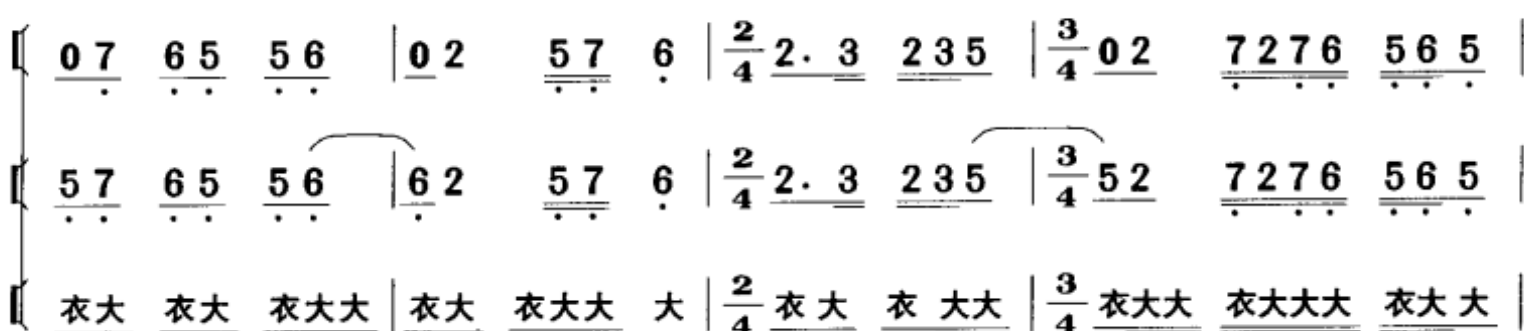 0 7 6 5 5 6 | 0 2 5 7 6 | 2/4 2. 3 2 3 5 | 3/4 0 2 7 2 7 6 5 6 5 |
5 7 6 5 5 6 | 6 2 5 7 6 | 2/4 2. 3 2 3 5 | 3/4 5 2 7 2 7 6 5 6 5 |
衣大 衣大 衣大大 | 衣大 衣大大 大 | 2/4 衣大 衣 大大 | 3/4 衣大大 衣大大大 衣大 大 |